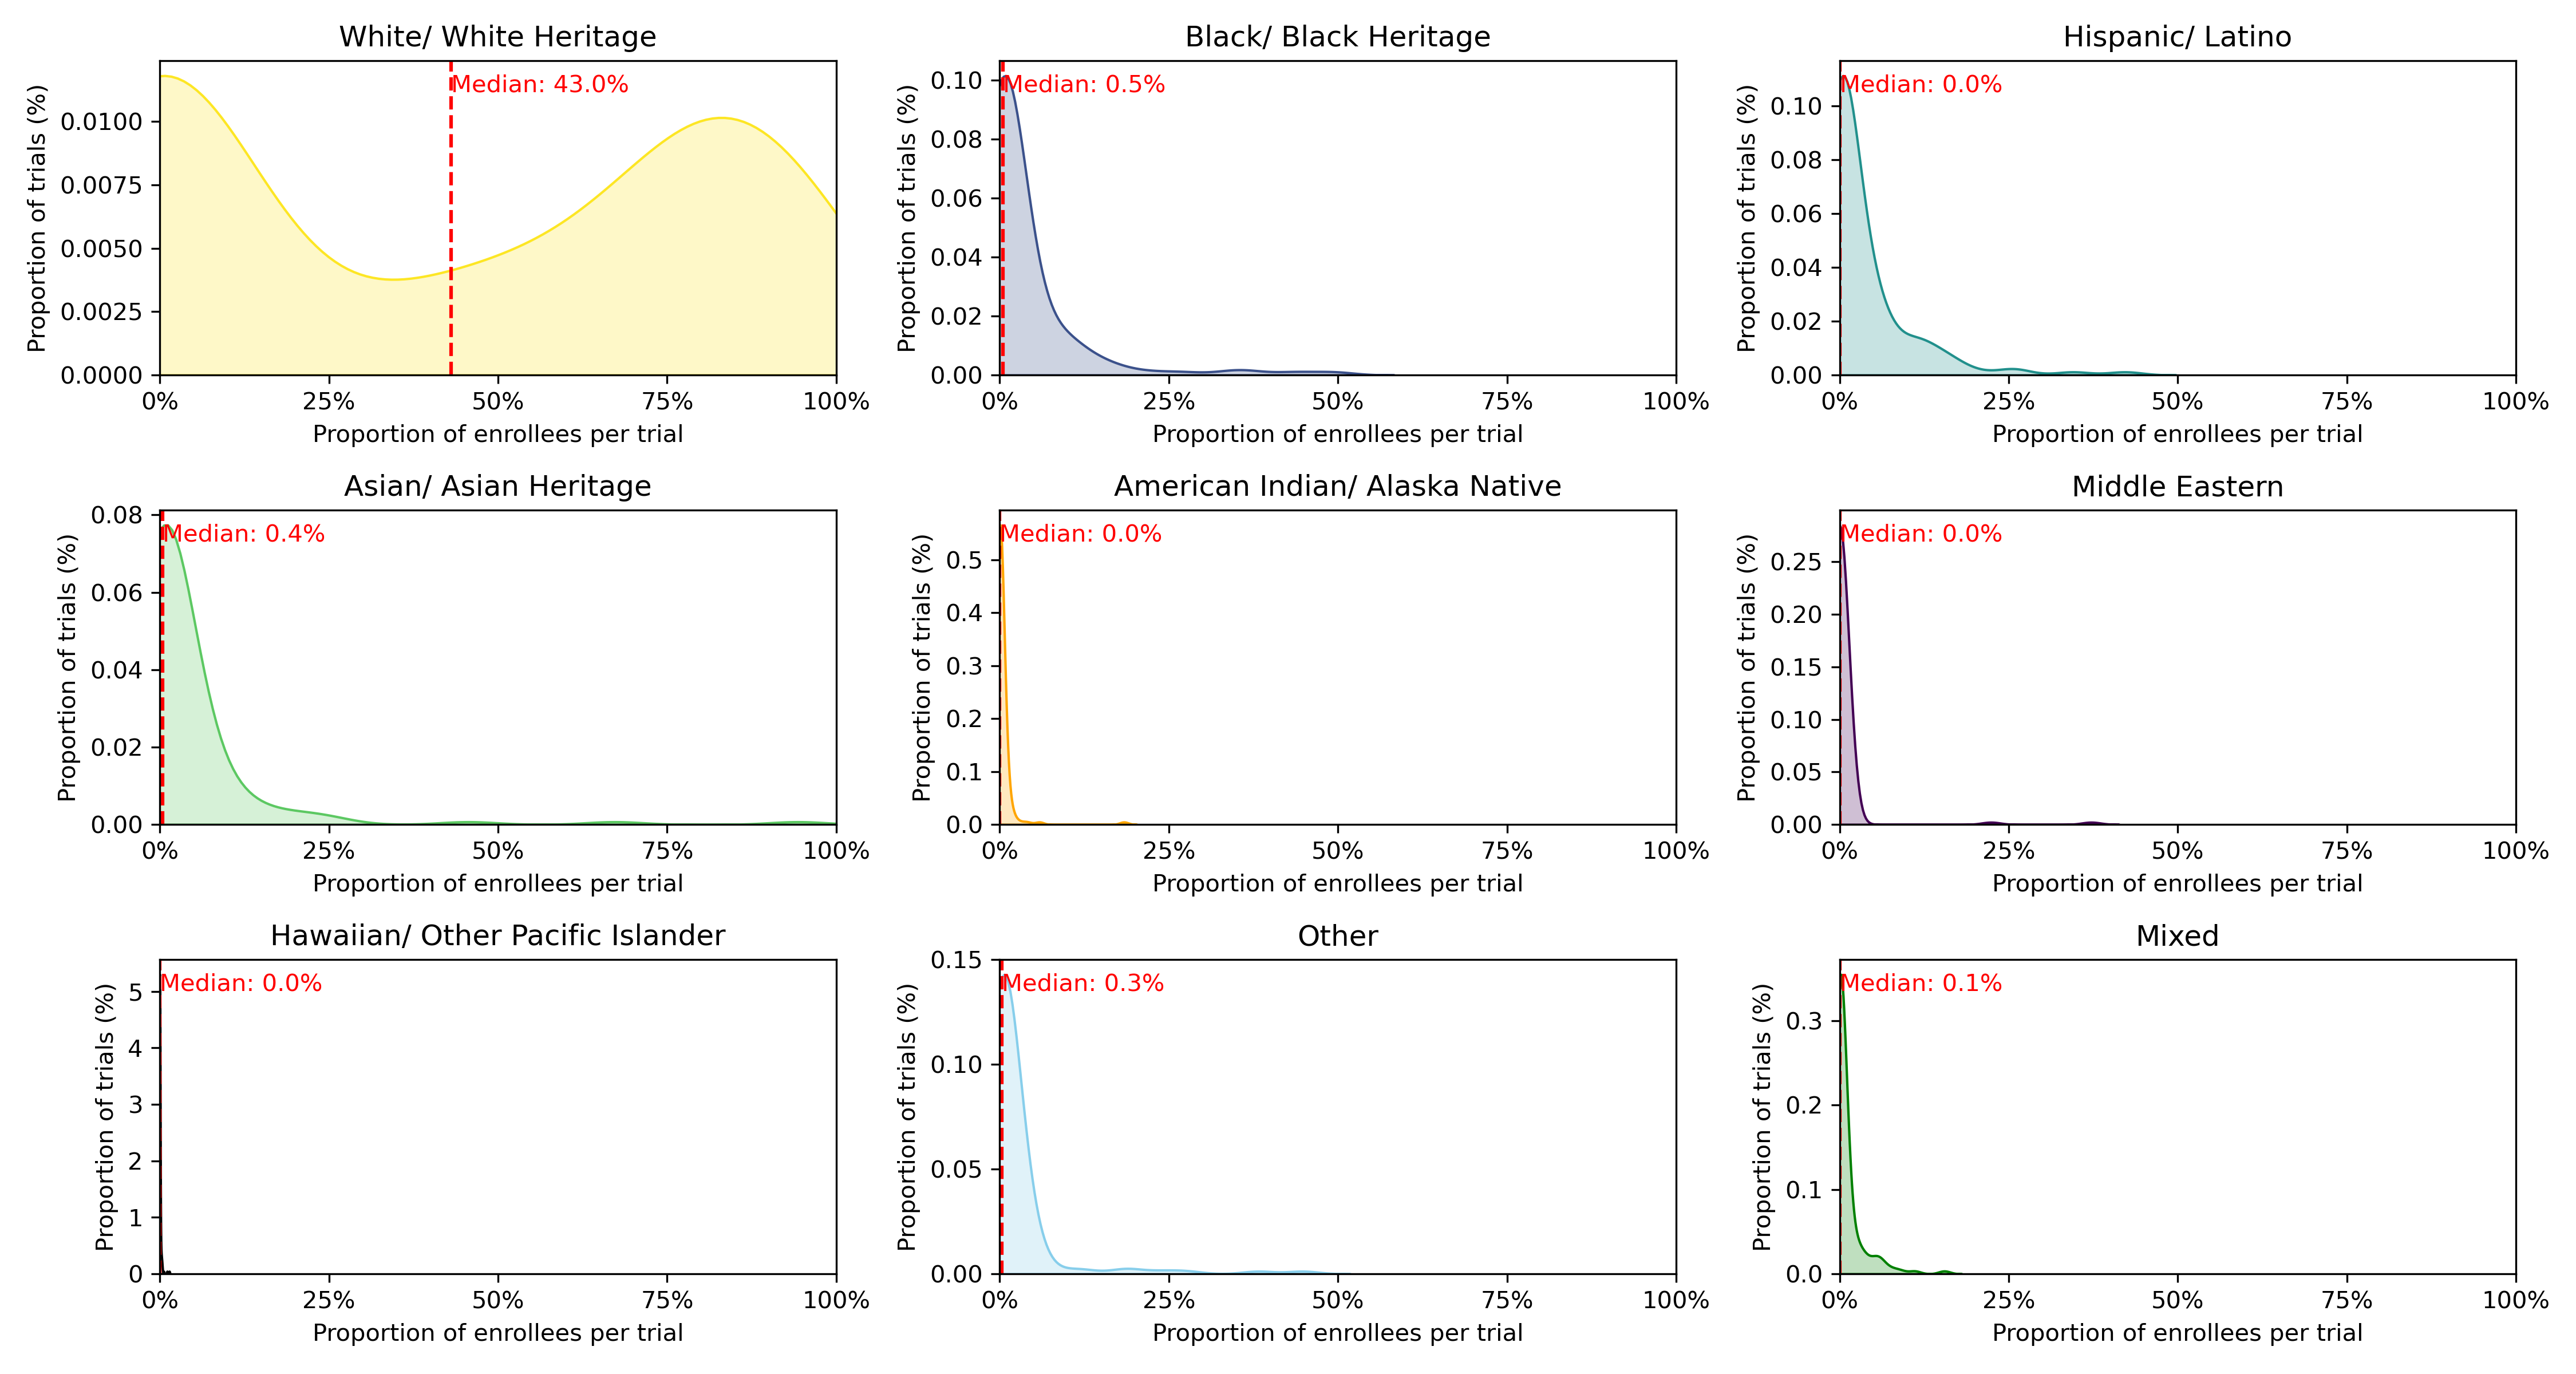 White/ White Heritage
Median: 43.0%
Proportion of trials (%)
0.0100
0.0075
0.0050
0.0025
0.0000
0%
25%
50%
75%
100%
Proportion of enrollees per trial
Black/ Black Heritage
Median: 0.5%
Proportion of trials (%)
0.10
0.08
0.06
0.04
0.02
0.00
0%
25%
50%
75%
100%
Proportion of enrollees per trial
Hispanic/ Latino
Median: 0.0%
Proportion of trials (%)
0.10
0.08
0.06
0.04
0.02
0.00
0%
25%
50%
75%
100%
Proportion of enrollees per trial
Asian/ Asian Heritage
Median: 0.4%
Proportion of trials (%)
0.08
0.06
0.04
0.02
0.00
0%
25%
50%
75%
100%
Proportion of enrollees per trial
American Indian/ Alaska Native
Median: 0.0%
Proportion of trials (%)
0.5
0.4
0.3
0.2
0.1
0.0
0%
25%
50%
75%
100%
Proportion of enrollees per trial
Middle Eastern
Median: 0.0%
Proportion of trials (%)
0.25
0.20
0.15
0.10
0.05
0.00
0%
25%
50%
75%
100%
Proportion of enrollees per trial
Hawaiian/ Other Pacific Islander
Median: 0.0%
Proportion of trials (%)
5
4
3
2
1
0
0%
25%
50%
75%
100%
Proportion of enrollees per trial
Other
Median: 0.3%
Proportion of trials (%)
0.15
0.10
0.05
0.00
0%
25%
50%
75%
100%
Proportion of enrollees per trial
Mixed
Median: 0.1%
Proportion of trials (%)
0.3
0.2
0.1
0.0
0%
25%
50%
75%
100%
Proportion of enrollees per trial